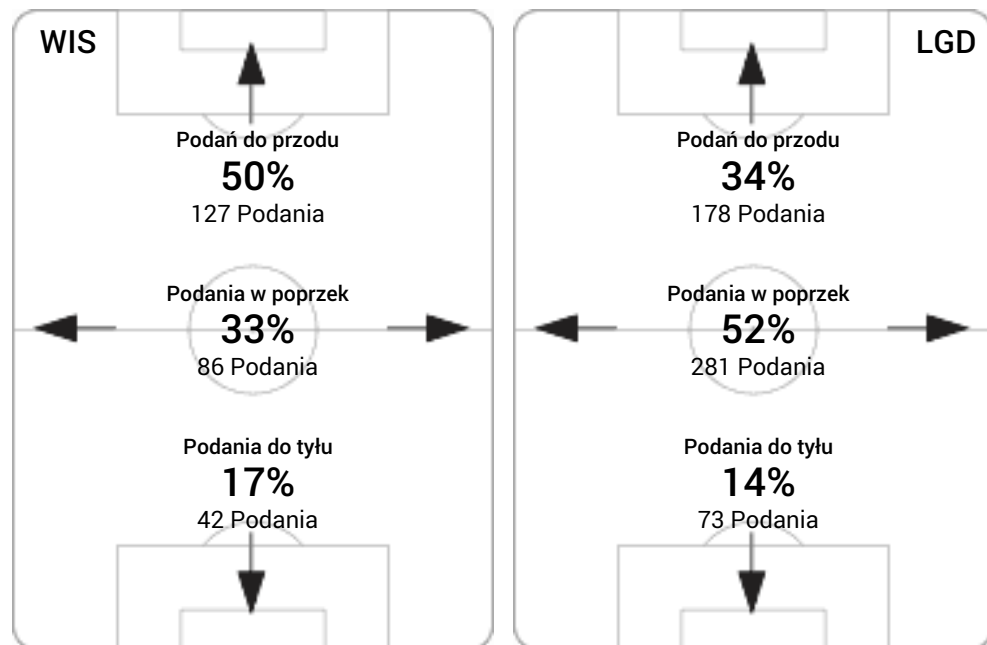 WIS
Podań do przodu
50%
127 Podania
Podania w poprzek
33%
86 Podania
Podania do tyłu
17%
42 Podania
LGD
Podań do przodu
34%
178 Podania
Podania w poprzek
52%
281 Podania
Podania do tyłu
14%
73 Podania